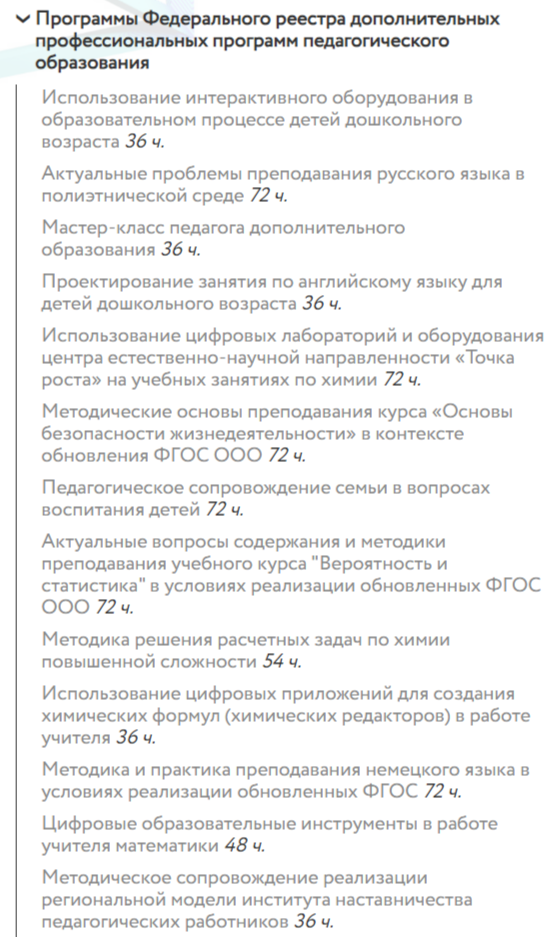 Программы Федерального реестра дополнительных
профессиональных программ педагогического
образования
Использование интерактивного оборудования в
образовательном процессе детей дошкольного
возраста 36 ч.
Актуальные проблемы преподавания русского языка в
полиэтнической среде 72 ч.
Мастер-класс педагога дополнительного
образования 36 ч.
Проектирование занятия по английскому языку для
детей дошкольного возраста 36 ч.
Использование цифровых лабораторий и оборудования
центра естественно-научной направленности «Точка
роста» на учебных занятиях по химии 72 ч.
Методические основы преподавания курса «Основы
безопасности жизнедеятельности» в контексте
обновления ФГОС ООО 72 ч.
Педагогическое сопровождение семьи в вопросах
воспитания детей 72 ч.
Актуальные вопросы содержания и методики
преподавания учебного курса "Вероятность и
статистика" в условиях реализации обновленных ФГОС
ООО 72 ч.
Методика решения расчетных задач по химии
повышенной сложности 54 ч.
Использование цифровых приложений для создания
химических формул (химических редакторов) в работе
учителя 36 ч.
Методика и практика преподавания немецкого языка в
условиях реализации обновленных ФГОС 72 ч.
Цифровые образовательные инструменты в работе
учителя математики 48 ч.
Методическое сопровождение реализации
региональной модели института наставничества
педагогических работников 36 ч.